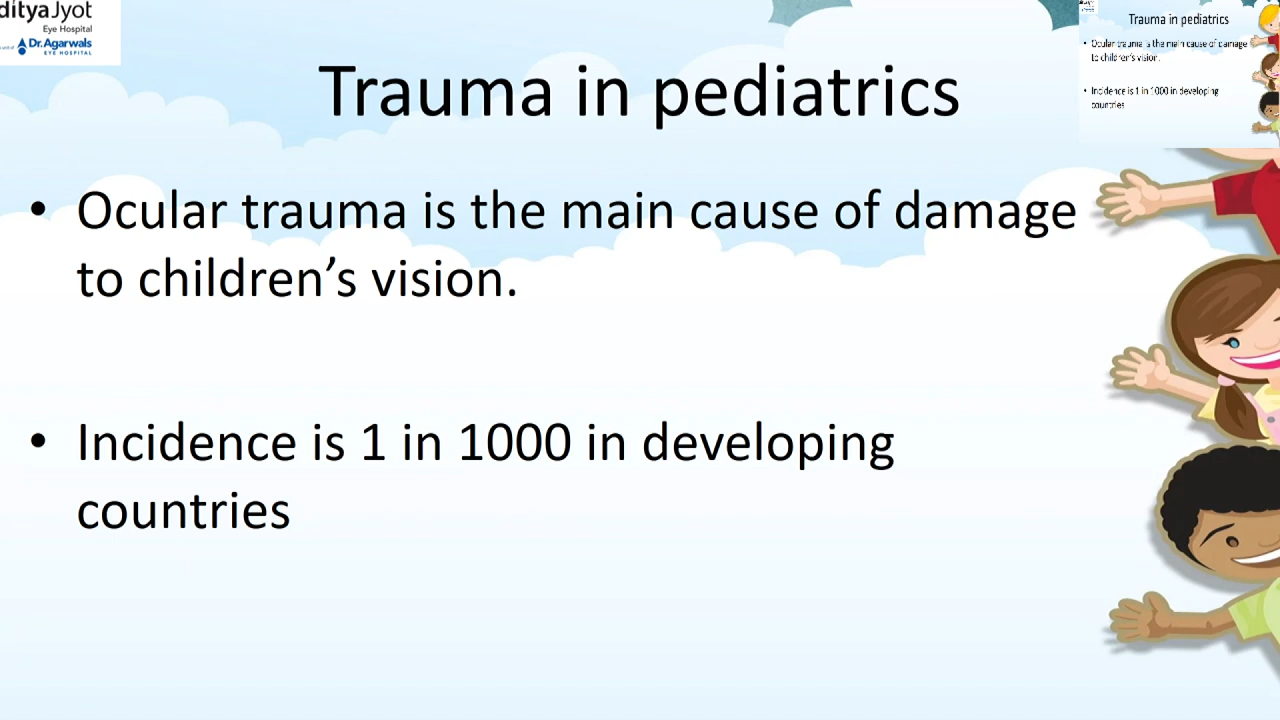 dityaJyot
Eye Hospital
Dr.Agarwals
EYE HOSPITAL
Trauma in pediatrics
• Ocular trauma is the main cause of damage
to children’s vision.
• Incidence is 1 in 1000 in developing
countries
Trauma in pediatrics
• Ocular trauma is the main cause of damage
to children's vision.
• Incidence is 1 in 1000 in developing
countries